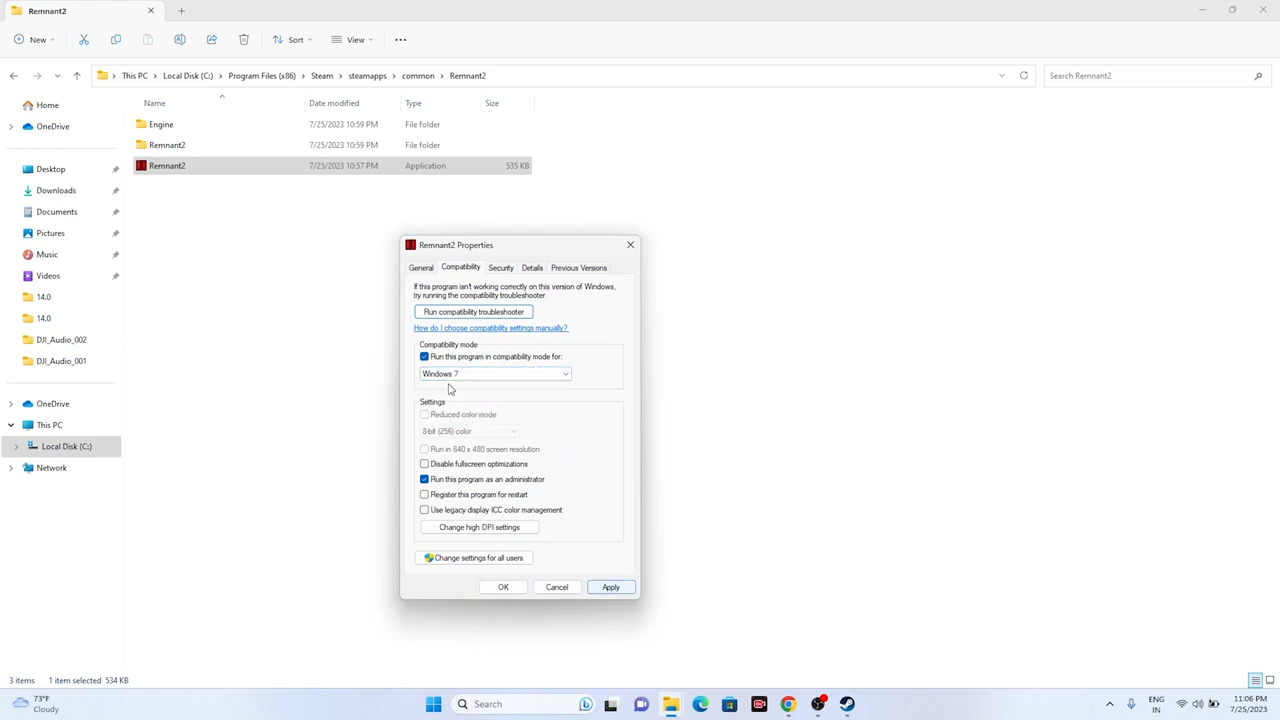 Remnant2
New
Sort
View
This PC
Local Disk (C:)
Program Files (x86)
Steam
steamapps
common
Remnant2
Search Remnant2
Name
Date modified
Type
Size
Home
OneDrive
Engine
7/25/2023 10:59 PM
File folder
Remnant2
7/25/2023 10:59 PM
File folder
Remnant2
7/25/2023 10:57 PM
Application
535 KB
Desktop
Downloads
Documents
Pictures
Music
Videos
14.0
14.0
DJI_Audio_002
DJI_Audio_001
OneDrive
This PC
Local Disk (C:)
Network
Remnant2 Properties
General
Compatibility
Security
Details
Previous Versions
If this program isn't working correctly on this version of Windows,
try running the compatibility troubleshooter.
Run compatibility troubleshooter
How do I choose compatibility settings manually?
Compatibility mode
Run this program in compatibility mode for:
Windows 7
Settings
Reduced color mode
8-bit (256) color
Run in 640 x 480 screen resolution
Disable fullscreen optimizations
Run this program as an administrator
Register this program for restart
Use legacy display ICC color management
Change high DPI settings
Change settings for all users
OK
Cancel
Apply
3 items
1 item selected 534 KB
73°F
Cloudy
Search
ENG
IN
11:06 PM
7/25/2023